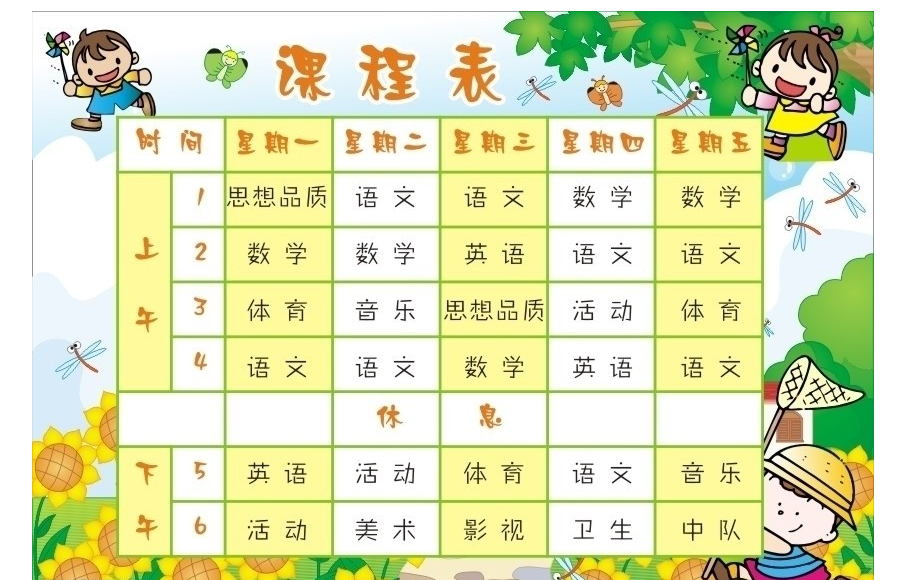 课程表
时间 星期一 星期二 星期三 星期四 星期五
上午
1 思想品质 语文 语文 数学 数学
2 数学 数学 英语 语文 语文
3 体育 音乐 思想品质 活动 体育
4 语文 语文 数学 英语 语文
休息
下午
5 英语 活动 体育 语文 音乐
6 活动 美术 影视 卫生 中队